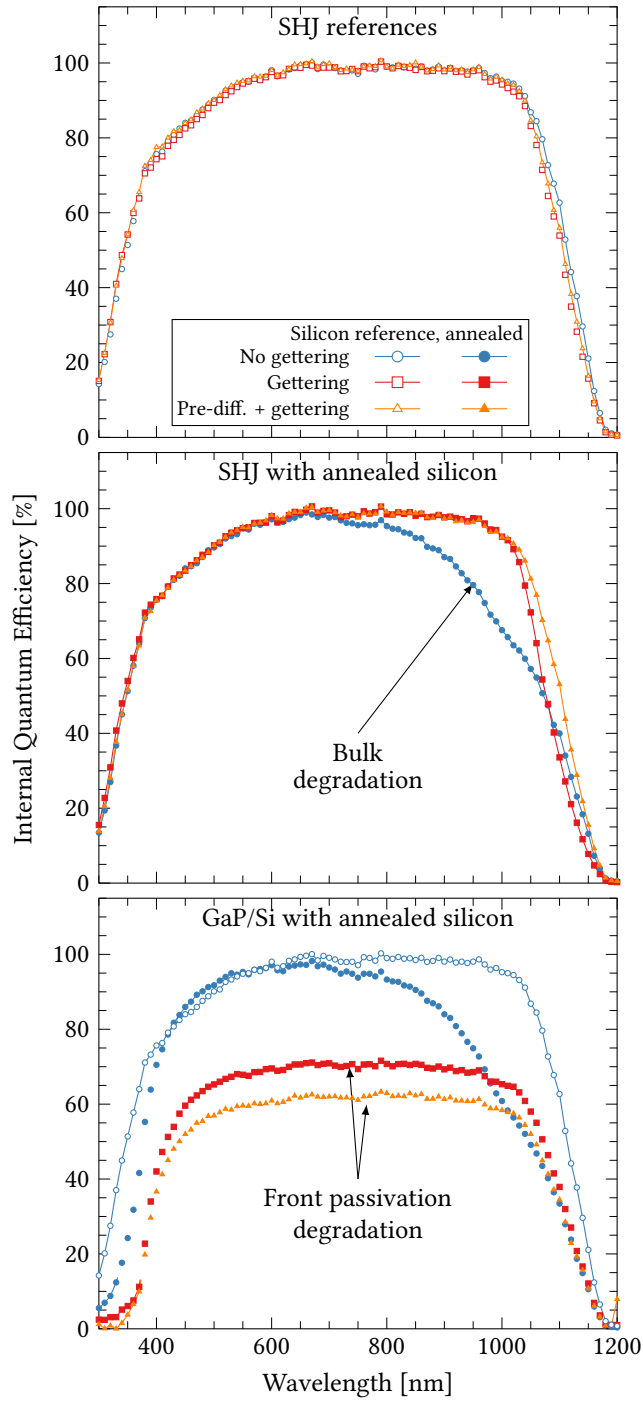 SHJ references
100
80
60
40
20
0
Silicon reference, annealed
No gettering
Gettering
Pre-diff. + gettering
SHJ with annealed silicon
100
80
60
40
20
0
Bulk
degradation
Internal Quantum Efficiency [%]
GaP/Si with annealed silicon
100
80
60
40
20
0
Front passivation
degradation
400 600 800 1000 1200
Wavelength [nm]